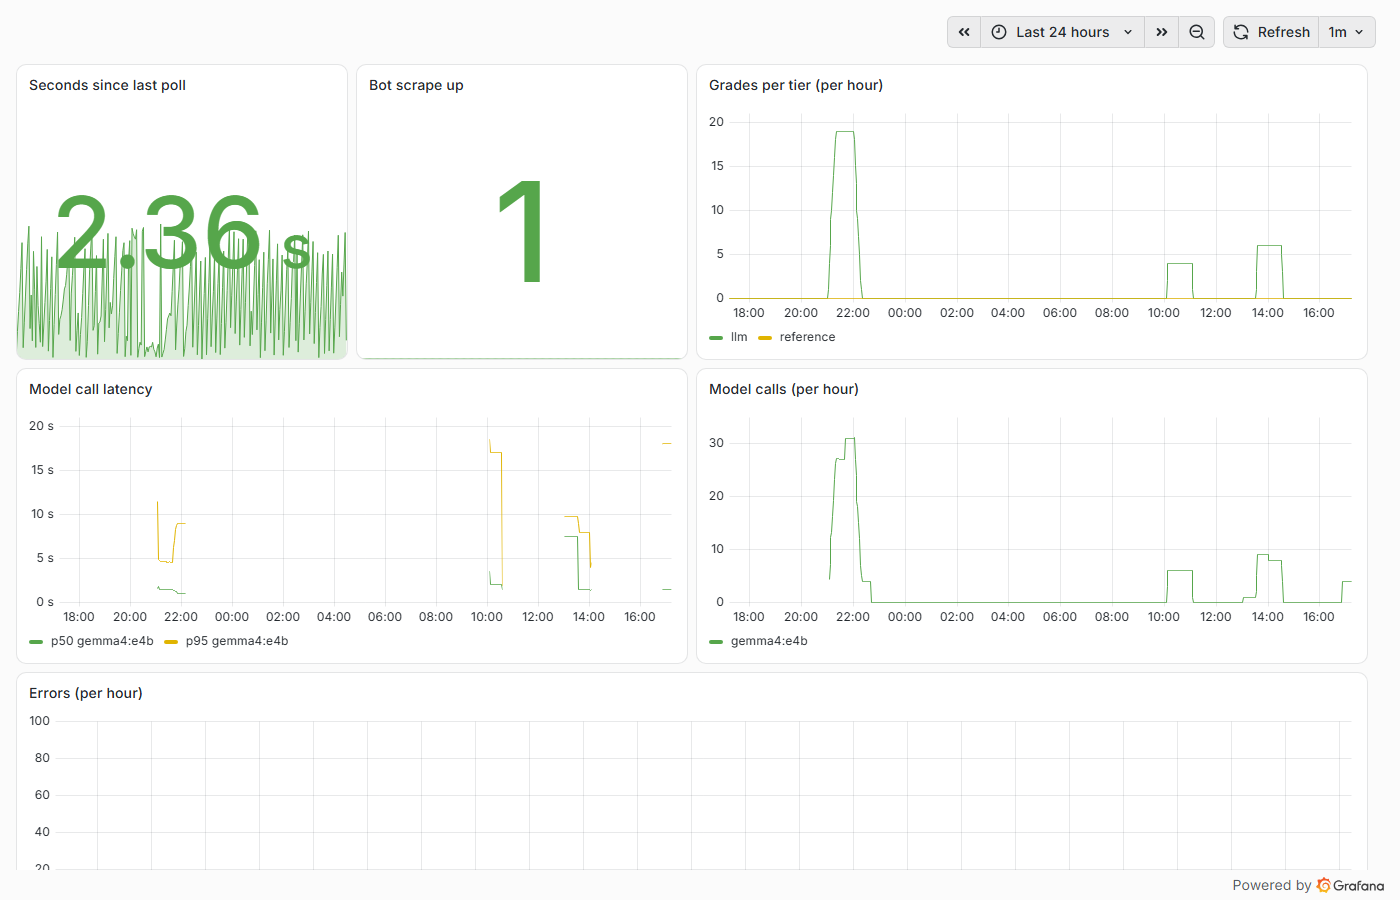 Last 24 hours
Refresh
1m
Seconds since last poll
2.36 s
Bot scrape up
1
Grades per tier (per hour)
20
15
10
5
0
18:00 20:00 22:00 00:00 02:00 04:00 06:00 08:00 10:00 12:00 14:00 16:00
llm reference
Model call latency
20 s
15 s
10 s
5 s
0 s
18:00 20:00 22:00 00:00 02:00 04:00 06:00 08:00 10:00 12:00 14:00 16:00
p50 gemma4:e4b p95 gemma4:e4b
Model calls (per hour)
30
20
10
0
18:00 20:00 22:00 00:00 02:00 04:00 06:00 08:00 10:00 12:00 14:00 16:00
gemma4:e4b
Errors (per hour)
100
80
60
40
20
Powered by Grafana